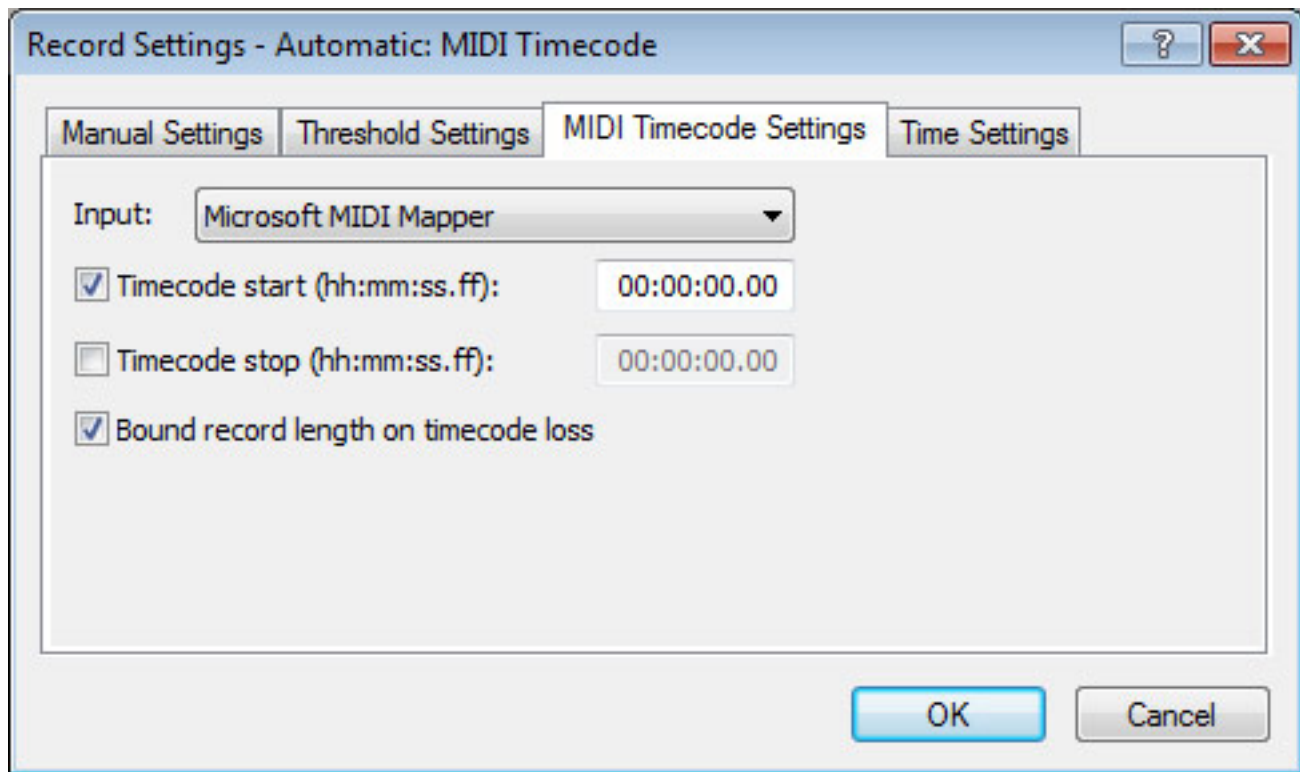 Record Settings - Automatic: MIDI Timecode
Manual Settings Threshold Settings MIDI Timecode Settings Time Settings
Input: Microsoft MIDI Mapper
Timecode start (hh:mm:ss.ff): 00:00:00.00
Timecode stop (hh:mm:ss.ff): 00:00:00.00
Bound record length on timecode loss
OK Cancel